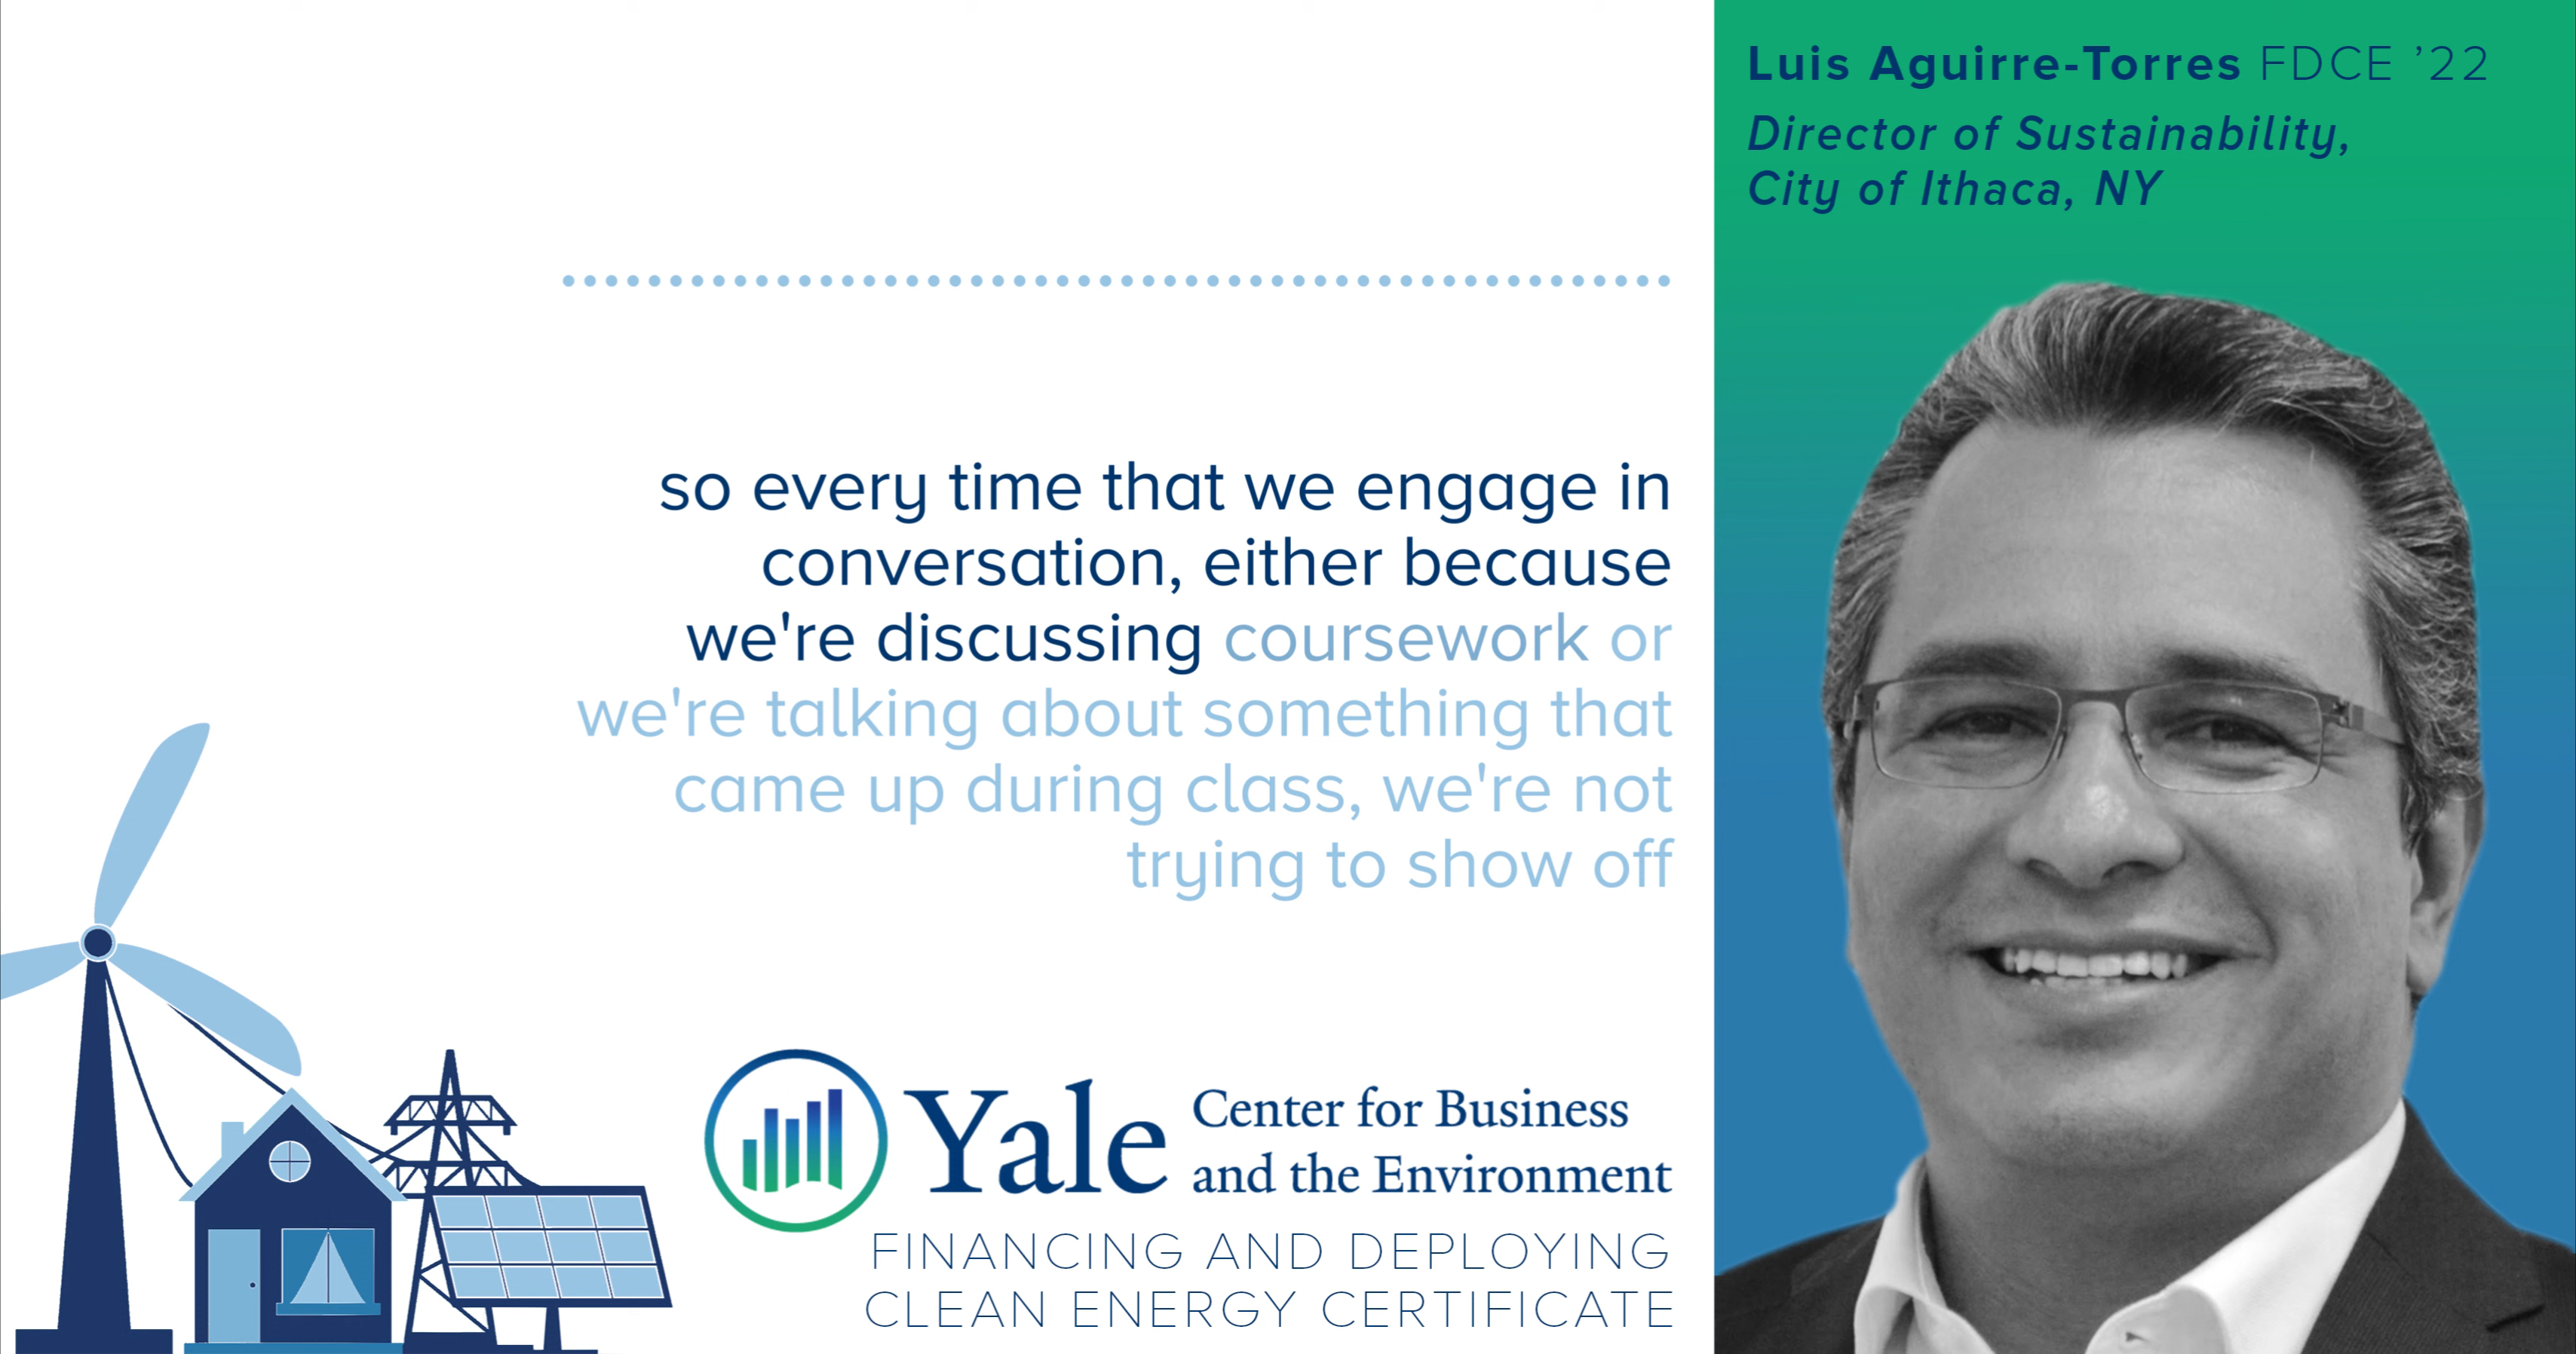 Luis Aguirre-Torres FDCE ’22
Director of Sustainability,
City of Ithaca, NY
so every time that we engage in
conversation, either because
we're discussing coursework or
we're talking about something that
came up during class, we're not
trying to show off
Yale Center for Business
and the Environment
FINANCING AND DEPLOYING
CLEAN ENERGY CERTIFICATE